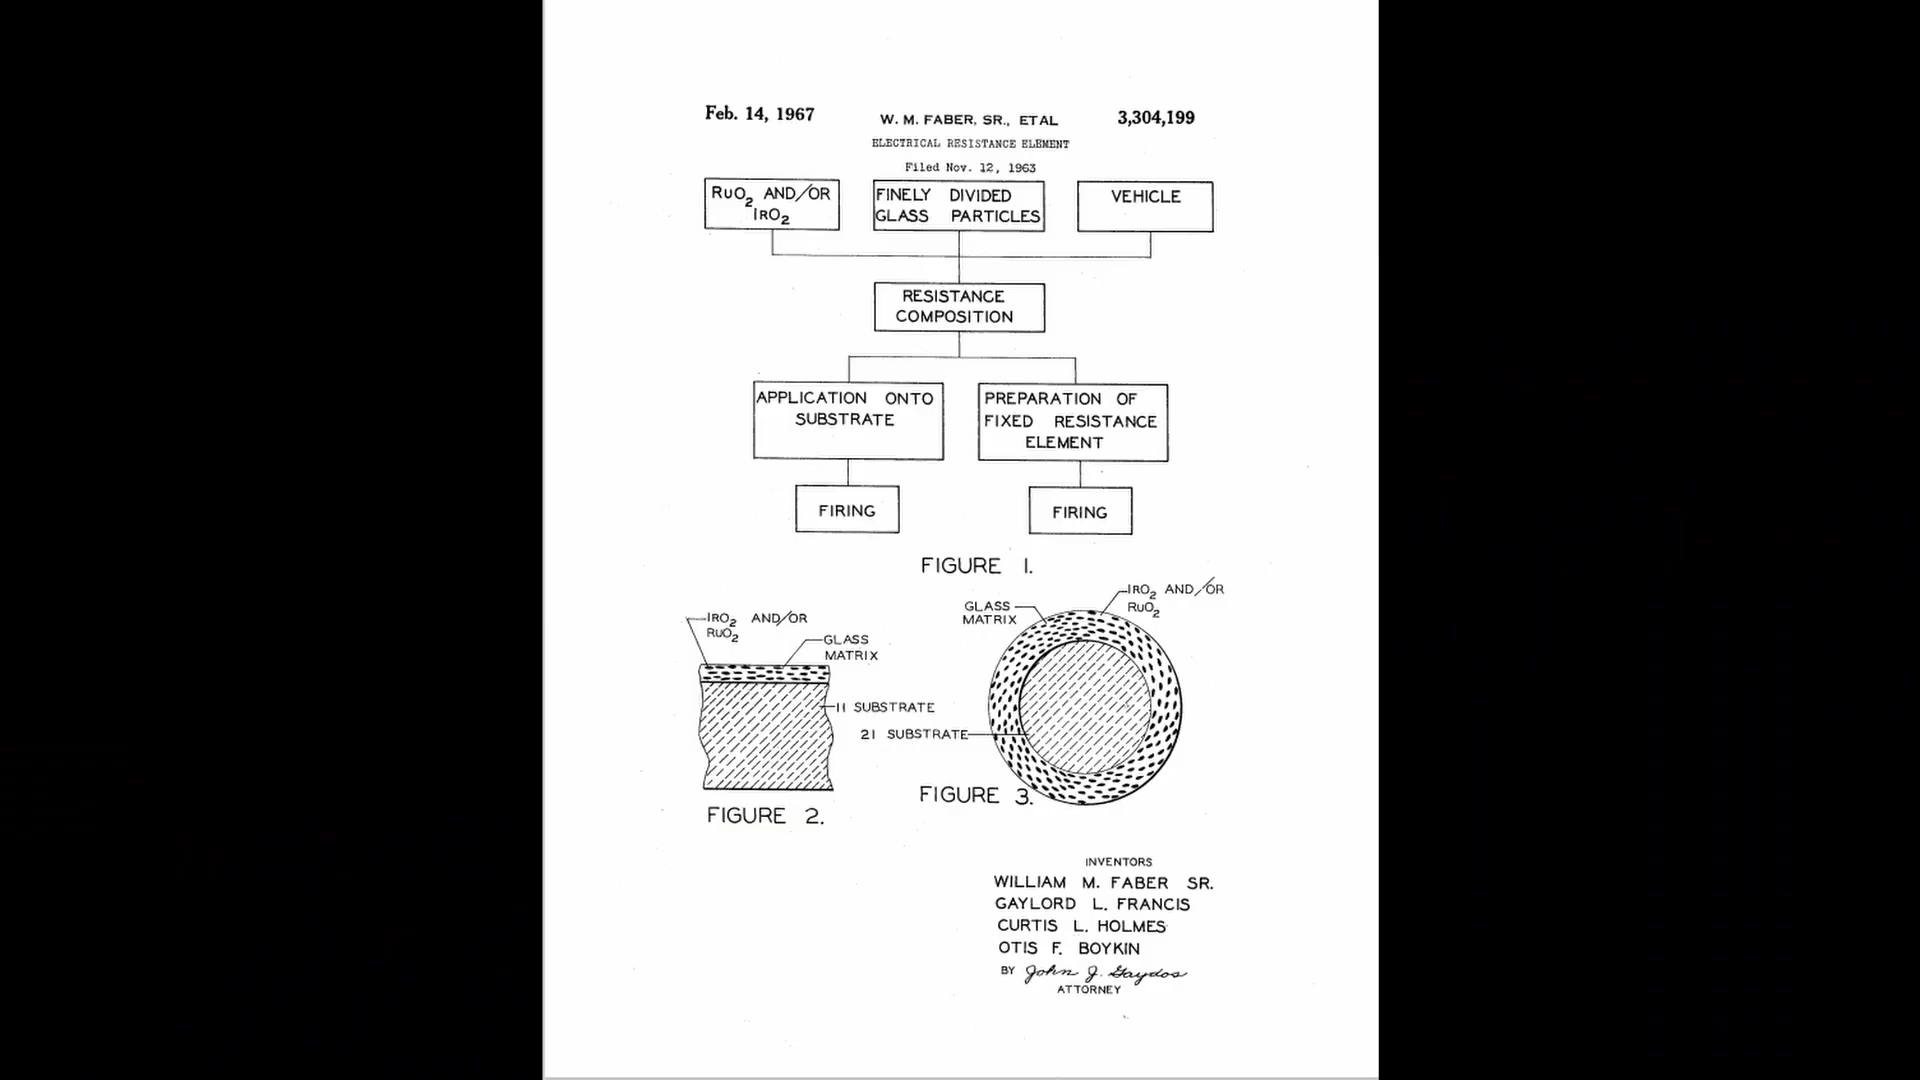 Feb. 14, 1967
W. M. FABER, SR., ETAL
3,304,199
ELECTRICAL RESISTANCE ELEMENT
Filed Nov. 12, 1963
RuO2 AND/OR
IrO2
FINELY DIVIDED
GLASS PARTICLES
VEHICLE
RESISTANCE
COMPOSITION
APPLICATION ONTO
SUBSTRATE
PREPARATION OF
FIXED RESISTANCE
ELEMENT
FIRING
FIRING
FIGURE 1.
IRO2 AND/OR
RuO2
GLASS
MATRIX
11 SUBSTRATE
FIGURE 2.
GLASS
MATRIX
IRO2 AND/OR
RuO2
21 SUBSTRATE
FIGURE 3.
INVENTORS
WILLIAM M. FABER SR.
GAYLORD L. FRANCIS
CURTIS L. HOLMES
OTIS F. BOYKIN
BY John J. Gaydos
ATTORNEY